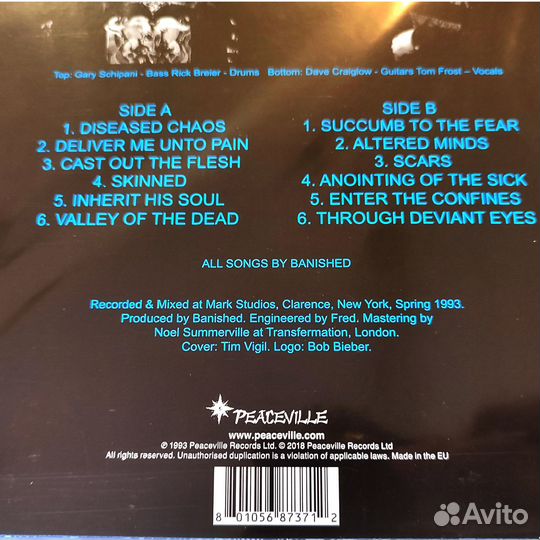 Top: Gary Schipani - Bass Rick Breier - Drums Bottom: Dave Craiglow - Guitars Tom Frost – Vocals
SIDE A
1. DISEASED CHAOS
2. DELIVER ME UNTO PAIN
3. CAST OUT THE FLESH
4. SKINNED
5. INHERIT HIS SOUL
6. VALLEY OF THE DEAD
SIDE B
1. SUCCUMB TO THE FEAR
2. ALTERED MINDS
3. SCARS
4. ANOINTING OF THE SICK
5. ENTER THE CONFINES
6. THROUGH DEVIANT EYES
ALL SONGS BY BANISHED
Recorded & Mixed at Mark Studios, Clarence, New York, Spring 1993.
Produced by Banished. Engineered by Fred. Mastering by
Noel Summerville at Transfermation, London.
Cover: Tim Vigil. Logo: Bob Bieber.
PEACEVILLE
www.peaceville.com
℗ 1993 Peaceville Records Ltd. © 2018 Peaceville Records Ltd
All rights reserved. Unauthorised duplication is a violation of applicable laws. Made in the EU
8 01056 87371 2
Avito